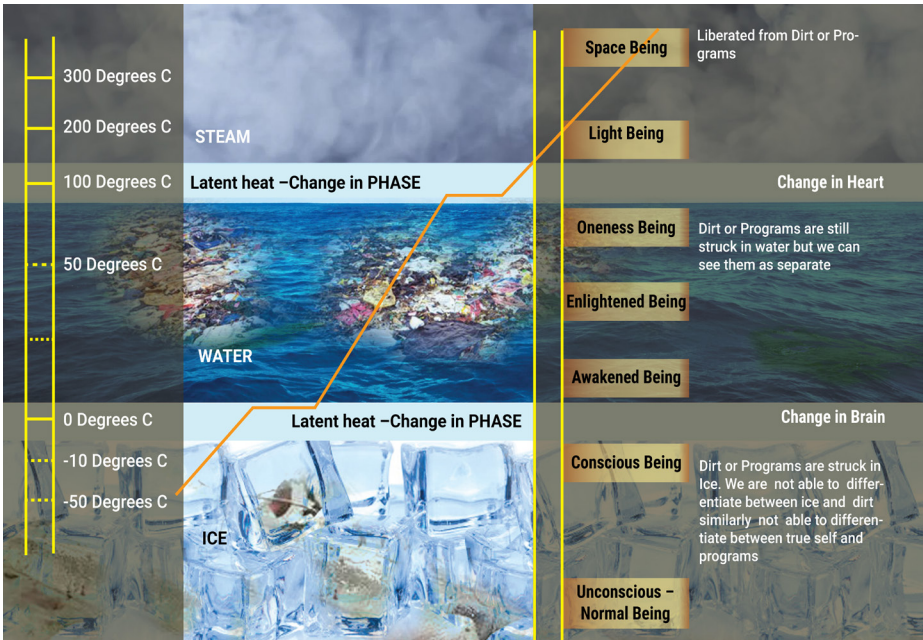 300 Degrees C
200 Degrees C
100 Degrees C
50 Degrees C
0 Degrees C
-10 Degrees C
-50 Degrees C
STEAM
Latent heat –Change in PHASE
WATER
Latent heat –Change in PHASE
ICE
Space Being
Liberated from Dirt or Pro-
grams
Light Being
Change in Heart
Oneness Being
Dirt or Programs are still
struck in water but we can
see them as separate
Enlightened Being
Awakened Being
Change in Brain
Conscious Being
Dirt or Programs are struck in
Ice. We are not able to differ-
entiate between ice and dirt
similarly not able to differen-
tiate between true self and
programs
Unconscious –
Normal Being